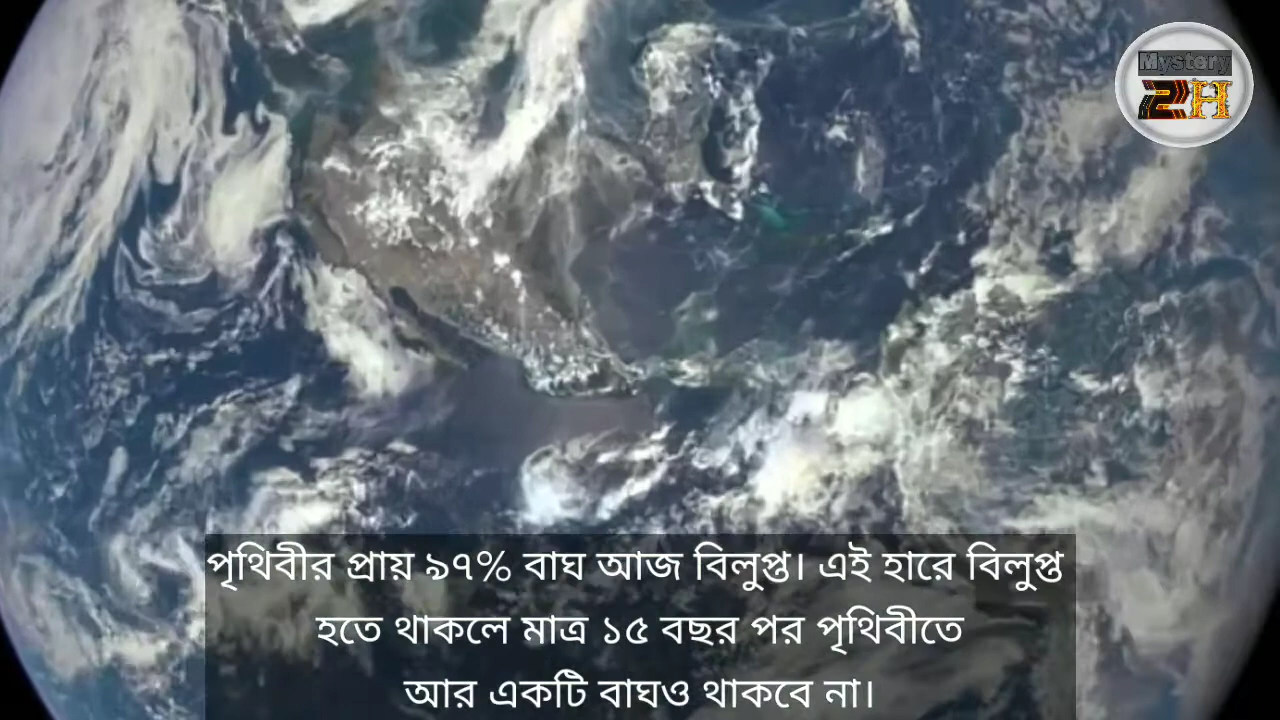 Mystery
2H
পৃথিবীর প্রায় ৯৭% বাঘ আজ বিলুপ্ত। এই হারে বিলুপ্ত
হতে থাকলে মাত্র ১৫ বছর পর পৃথিবীতে
আর একটি বাঘও থাকবে না।